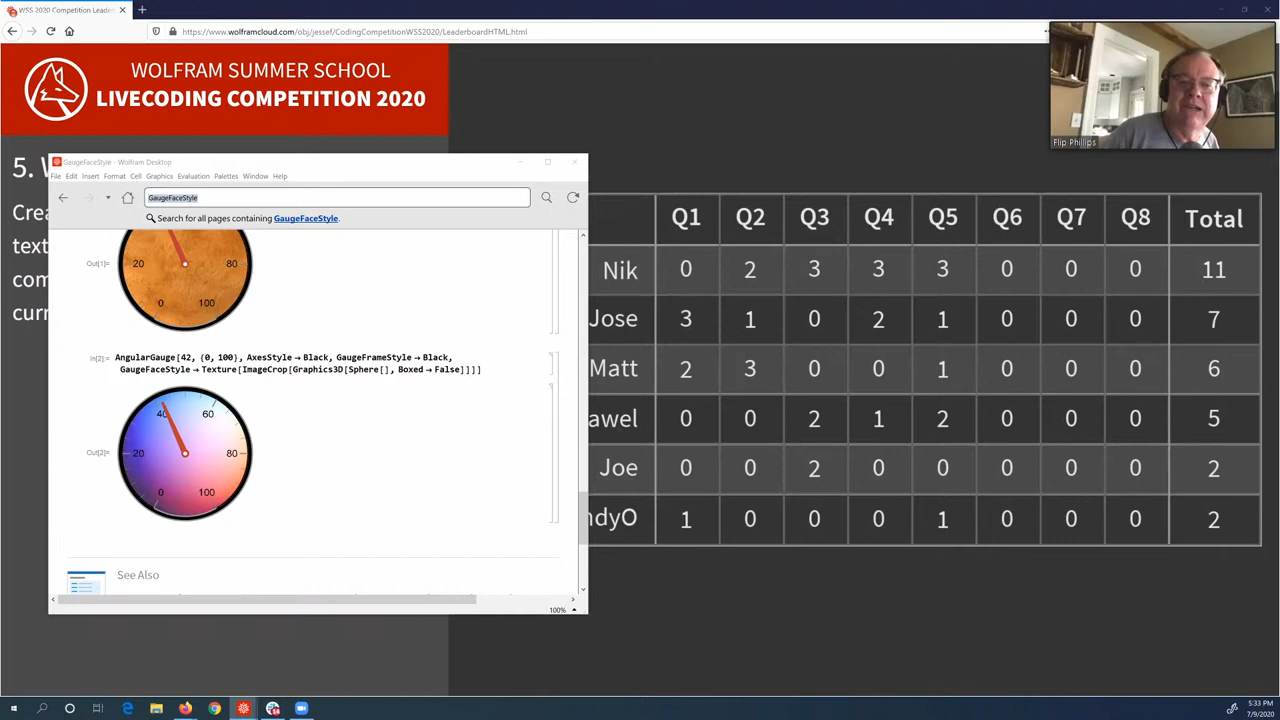 WSS 2020 Competition Leader
https://www.wolframcloud.com/obj/jessef/CodingCompetitionWSS2020/LeaderboardHTML.html
WOLFRAM SUMMER SCHOOL
LIVECODING COMPETITION 2020
Flip Phillips
5. W
Crea
text
com
curr
GaugeFaceStyle - Wolfram Desktop
File Edit Insert Format Cell Graphics Evaluation Palettes Window Help
GaugeFaceStyle
Search for all pages containing GaugeFaceStyle.
Out[1]=
20 80
0 100
In[2]:= AngularGauge[42, {0, 100}, AxesStyle → Black, GaugeFrameStyle → Black,
GaugeFaceStyle → Texture[ImageCrop[Graphics3D[Sphere[], Boxed → False]]]]
40 60
Out[2]= 20 80
0 100
See Also
100%
Q1 Q2 Q3 Q4 Q5 Q6 Q7 Q8 Total
Nik 0 2 3 3 3 0 0 0 11
Jose 3 1 0 2 1 0 0 0 7
Matt 2 3 0 0 1 0 0 0 6
awel 0 0 2 1 2 0 0 0 5
Joe 0 0 2 0 0 0 0 0 2
ndyO 1 0 0 0 1 0 0 0 2
5:33 PM
7/9/2020